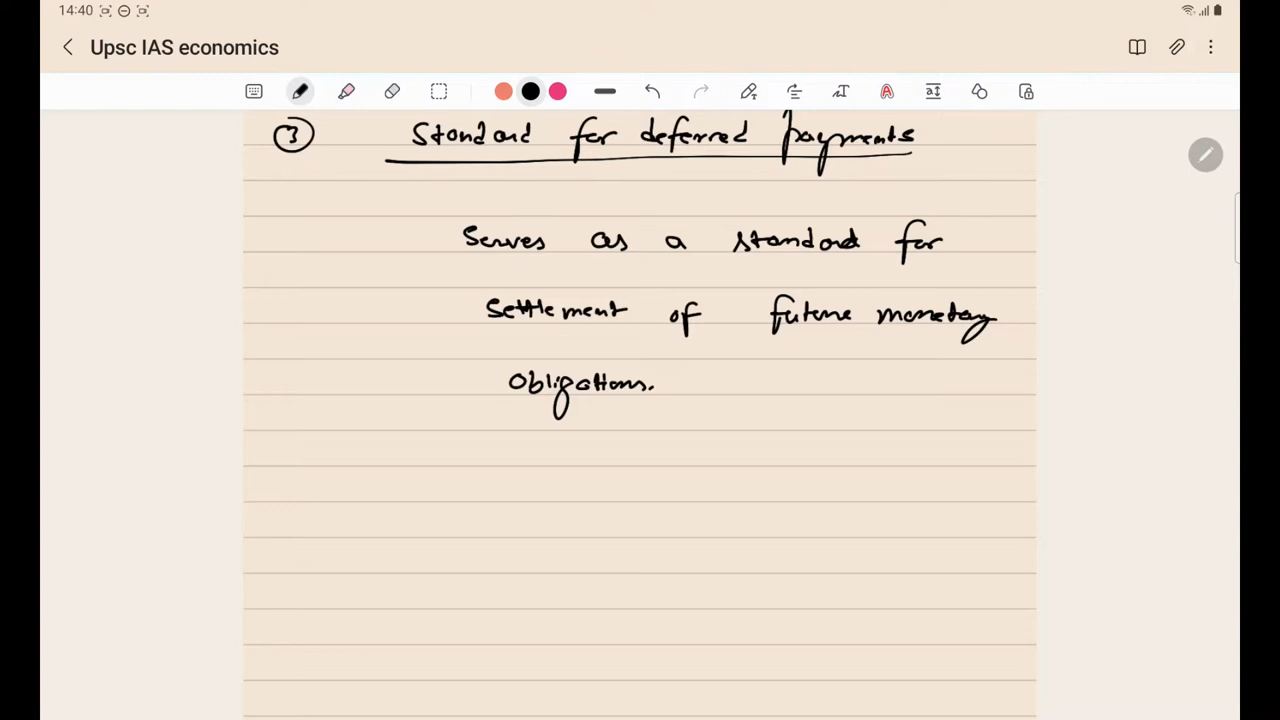 14:40
Upsc IAS economics
③ Standard for deferred payments
Serves as a standard for
Settlement of future monetary
obligations.